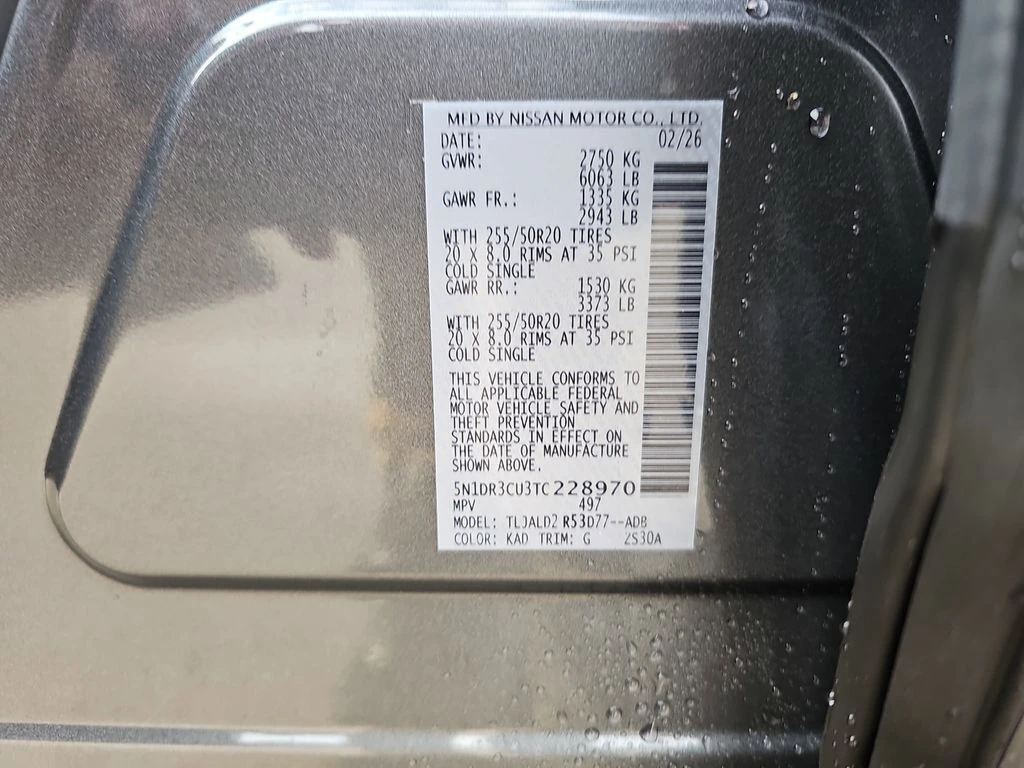 MFD BY NISSAN MOTOR CO., LTD.
DATE: 02/26
GVWR: 2750 KG
6063 LB
GAWR FR.: 1335 KG
2943 LB
WITH 255/50R20 TIRES
20 X 8.0 RIMS AT 35 PSI
COLD SINGLE
GAWR RR.: 1530 KG
3373 LB
WITH 255/50R20 TIRES
20 X 8.0 RIMS AT 35 PSI
COLD SINGLE
THIS VEHICLE CONFORMS TO
ALL APPLICABLE FEDERAL
MOTOR VEHICLE SAFETY AND
THEFT PREVENTION
STANDARDS IN EFFECT ON
THE DATE OF MANUFACTURE
SHOWN ABOVE.
5N1DR3CU3TC228970
MPV 497
MODEL: TLJALD2 R53D77--ADB
COLOR: KAD TRIM: G 2S30A